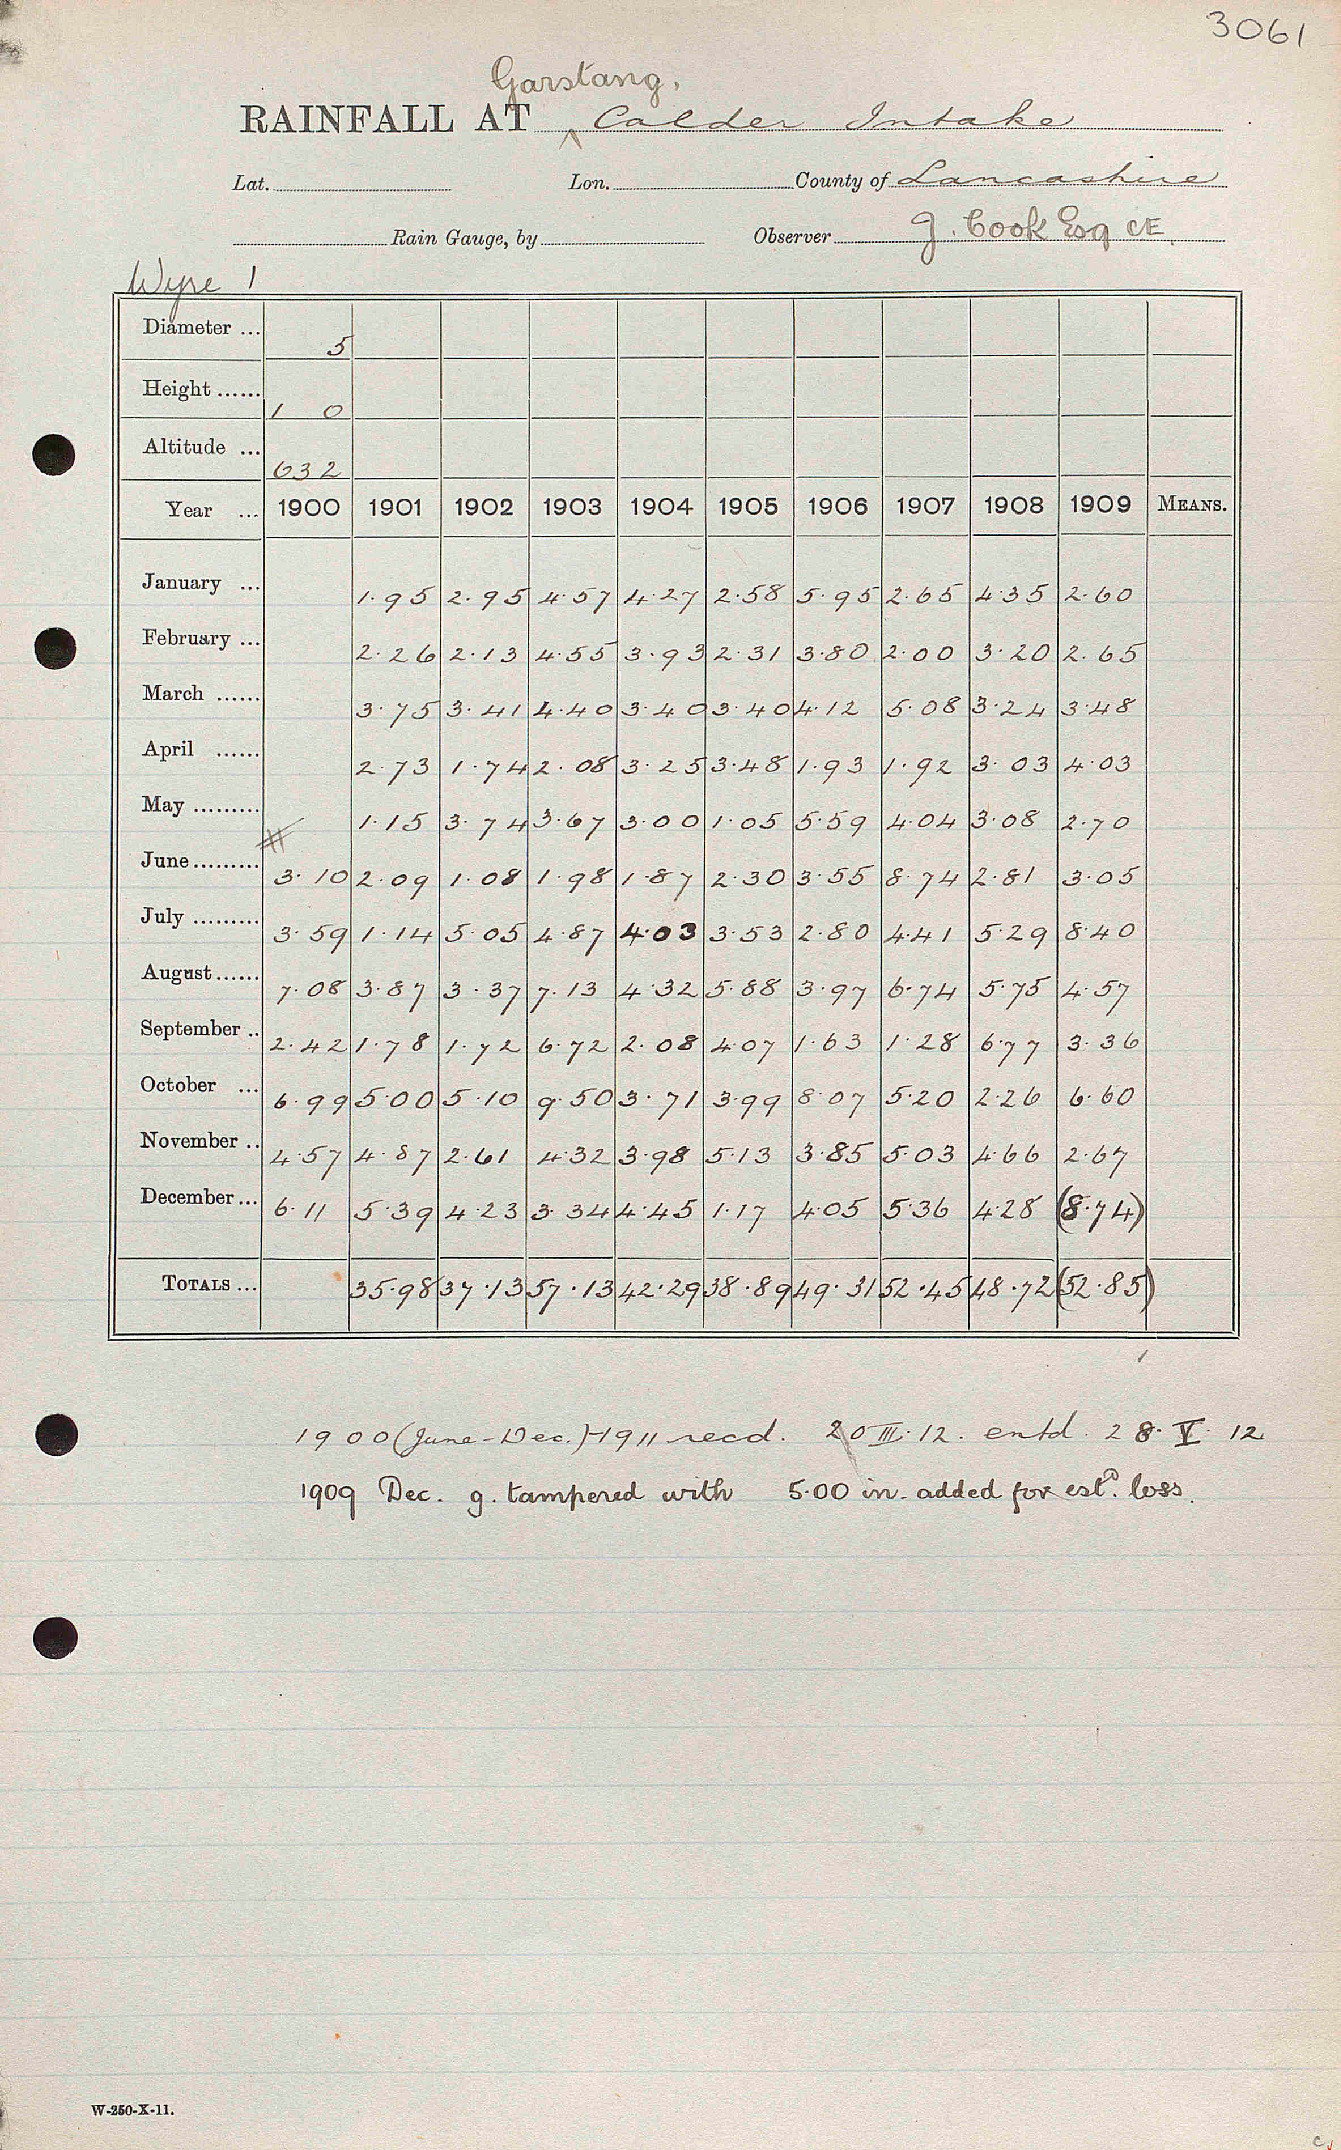 3061
Garstang,
RAINFALL AT Calder Intake
Lat. Lon. County of Lancashire
Rain Gauge, by Observer J. Cook Esq CE
Wyre 1
Diameter ... 5
Height ...... 1 0
Altitude ... 632
Year ... 1900 1901 1902 1903 1904 1905 1906 1907 1908 1909 MEANS.
January ... 1.95 2.95 4.57 4.27 2.58 5.95 2.65 4.35 2.60
February ... 2.26 2.13 4.55 3.93 2.31 3.80 2.00 3.20 2.65
March ...... 3.75 3.41 4.40 3.40 3.40 4.12 5.08 3.24 3.48
April ...... 2.73 1.74 2.08 3.25 3.48 1.93 1.92 3.03 4.03
May ......... 1.15 3.74 3.67 3.00 1.05 5.59 4.04 3.08 2.70
June ......... 3.10 2.09 1.08 1.98 1.87 2.30 3.55 8.74 2.81 3.05
July ......... 3.59 1.14 5.05 4.87 4.03 3.53 2.80 4.41 5.29 8.40
August ...... 7.08 3.87 3.37 7.13 4.32 5.88 3.97 6.74 5.75 4.57
September .. 2.42 1.78 1.72 6.72 2.08 4.07 1.63 1.28 6.77 3.36
October ... 6.99 5.00 5.10 9.50 3.71 3.99 8.07 5.20 2.26 6.60
November .. 4.57 4.87 2.61 4.32 3.98 5.13 3.85 5.03 4.66 2.67
December ... 6.11 5.39 4.23 3.34 4.45 1.17 4.05 5.36 4.28 (8.74)
TOTALS ... 35.98 37.13 57.13 42.29 38.89 49.31 52.45 48.72 (52.85)
1900 (June-Dec.)-1911 recd. 20 III.12. entd. 28.V.12
1909 Dec. g. tampered with 5.00 in. added for estd. loss.
W-250-X-11.